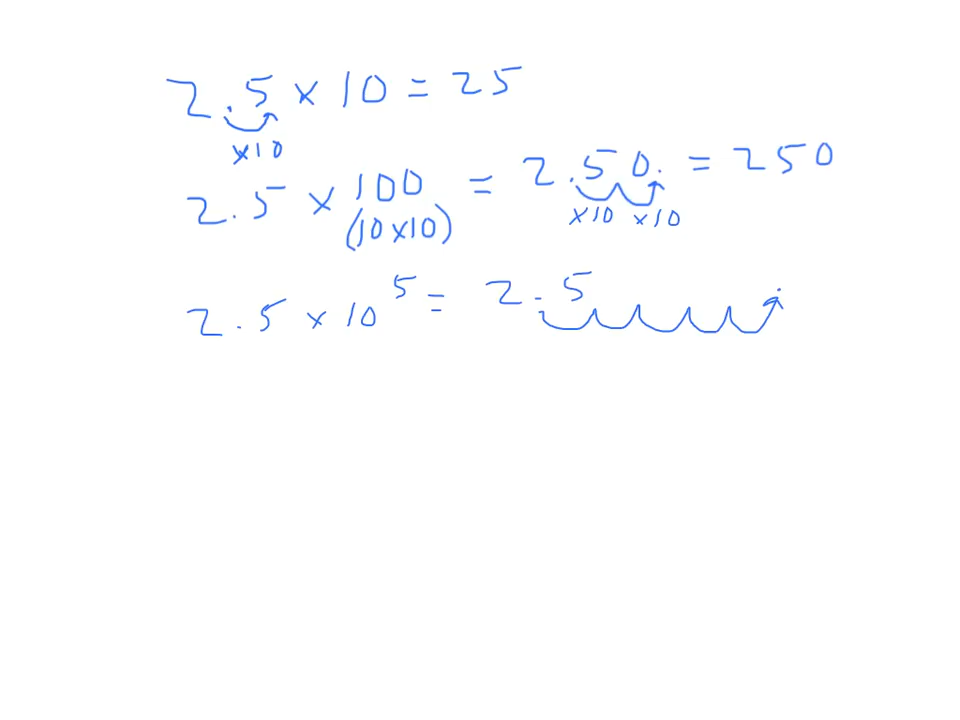 2.5 × 10 = 25
×10
2.5 × 100 = 2.50. = 250
(10×10) ×10 ×10
2.5 × 10⁵ = 2.5 .